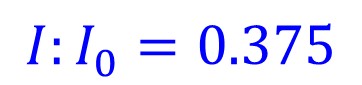 I:I₀ = 0.375